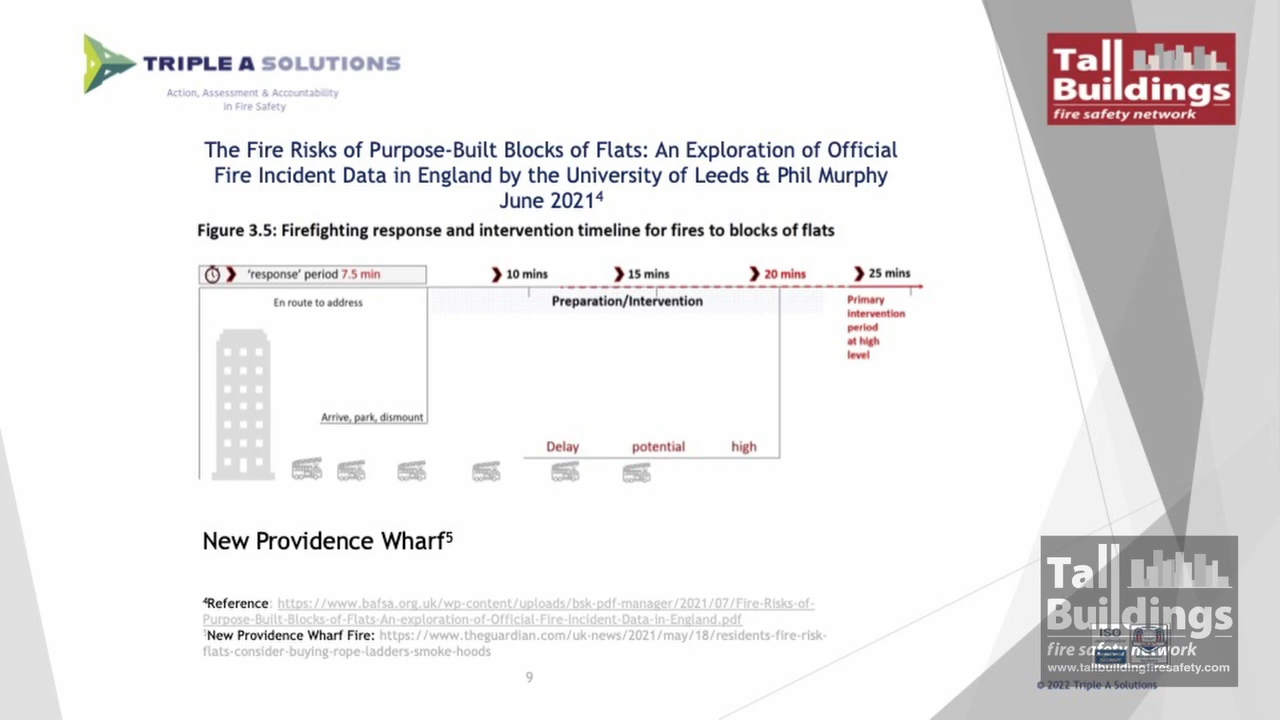 TRIPLE A SOLUTIONS
Action, Assessment & Accountability
in Fire Safety
Tall
Buildings
fire safety network
The Fire Risks of Purpose-Built Blocks of Flats: An Exploration of Official
Fire Incident Data in England by the University of Leeds & Phil Murphy
June 2021⁴
Figure 3.5: Firefighting response and intervention timeline for fires to blocks of flats
'response' period 7.5 min
10 mins
15 mins
20 mins
25 mins
En route to address
Preparation/Intervention
Primary
intervention
period
at high
level
Arrive, park, dismount
Delay potential high
New Providence Wharf⁵
⁴Reference: https://www.bafsa.org.uk/wp-content/uploads/bsk-pdf-manager/2021/07/Fire-Risks-of-
Purpose-Built-Blocks-of-Flats-An-exploration-of-Official-Fire-Incident-Data-in-England.pdf
⁵New Providence Wharf Fire: https://www.theguardian.com/uk-news/2021/may/18/residents-fire-risk-
flats-consider-buying-rope-ladders-smoke-hoods
9
Tall
Buildings
ISO
fire safety network
www.tallbuildingfiresafety.com
© 2022 Triple A Solutions